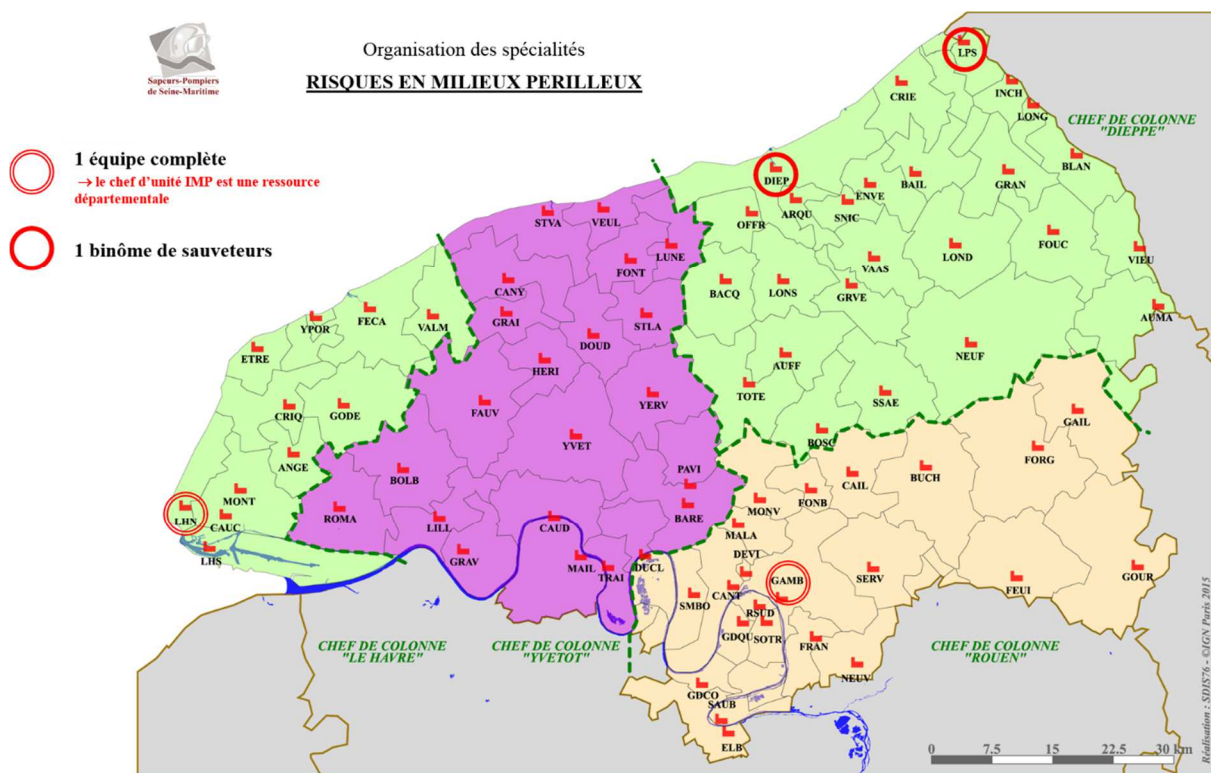 Sapeurs-Pompiers
de Seine-Maritime
Organisation des spécialités
RISQUES EN MILIEUX PERILLEUX
1 équipe complète
→ le chef d'unité IMP est une ressource
départementale
1 binôme de sauveteurs
LPS
CRIE
INCH
LONG
CHEF DE COLONNE
"DIEPPE"
BLAN
DIEP
BAIL
GRAN
ENVE
ARQU
SNIC
OFFR
STVA
VEUL
LUNE
FONT
FOUC
LOND
VIEU
VAAS
CANY
BACQ
LONS
GRVE
AUMA
FECA
YPOR
VALM
GRAI
STLA
DOUD
NEUF
ETRE
HERI
AUFF
TOTE
SSAE
YERV
FAUV
CRIQ
GODE
GAIL
BOSC
YVET
FORG
ANGE
BOLB
PAVI
CAIL
BUCH
FONB
MONT
MONV
BARE
LHN
CAUC
ROMA
LILL
CAUD
MALA
LHS
GRAV
MAIL
TRAI
DUCL
DEVI
GAMB
SERV
GOUR
FEUI
CANT
SMBO
RSUD
GDQU
SOTR
FRAN
NEUV
CHEF DE COLONNE
"LE HAVRE"
CHEF DE COLONNE
"YVETOT"
CHEF DE COLONNE
"ROUEN"
GDCO
SAUB
ELB
0 7.5 15 22.5 30 km
Réalisation : SDIS76 - ©IGN Paris 2015